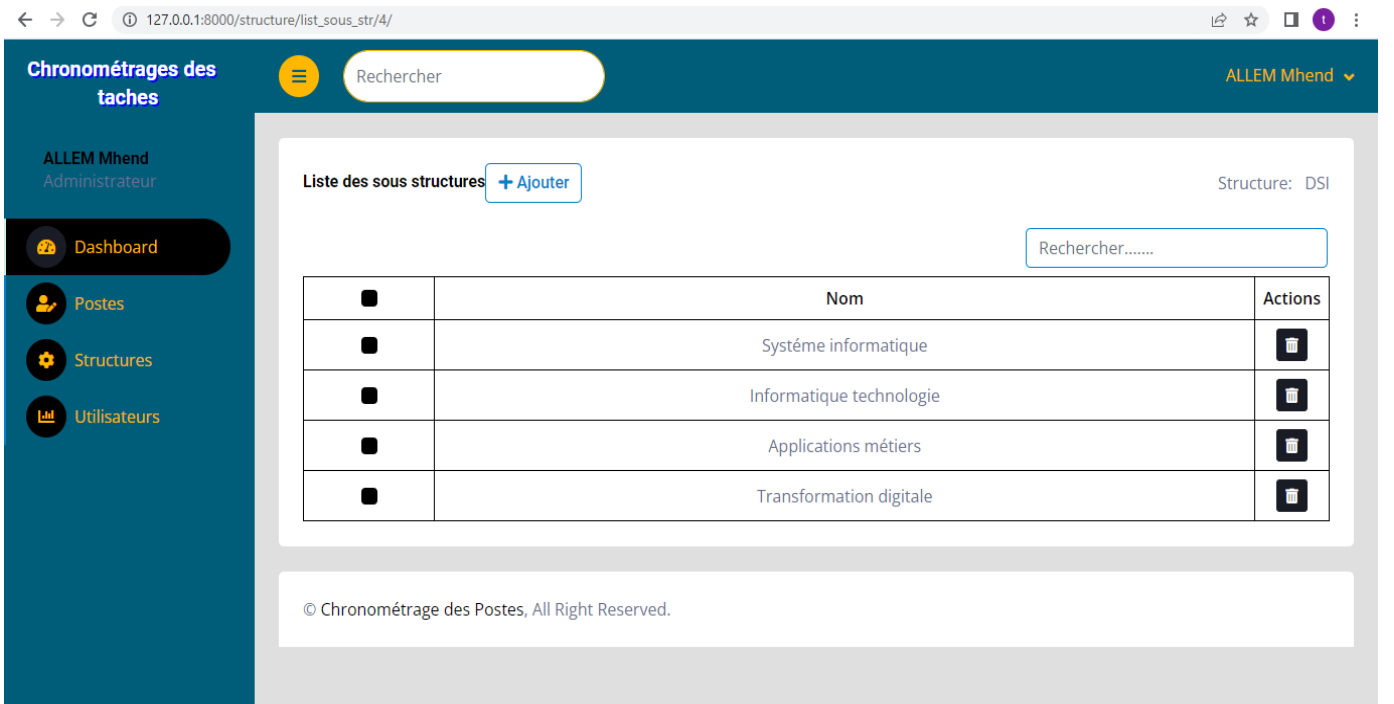 127.0.0.1:8000/structure/list_sous_str/4/
t
Chronométrages des
taches
Rechercher
ALLEM Mhend
ALLEM Mhend
Administrateur
Dashboard
Postes
Structures
Utilisateurs
Liste des sous structures
Ajouter
Structure: DSI
Rechercher.......
Nom
Actions
Systéme informatique
Informatique technologie
Applications métiers
Transformation digitale
© Chronométrage des Postes, All Right Reserved.